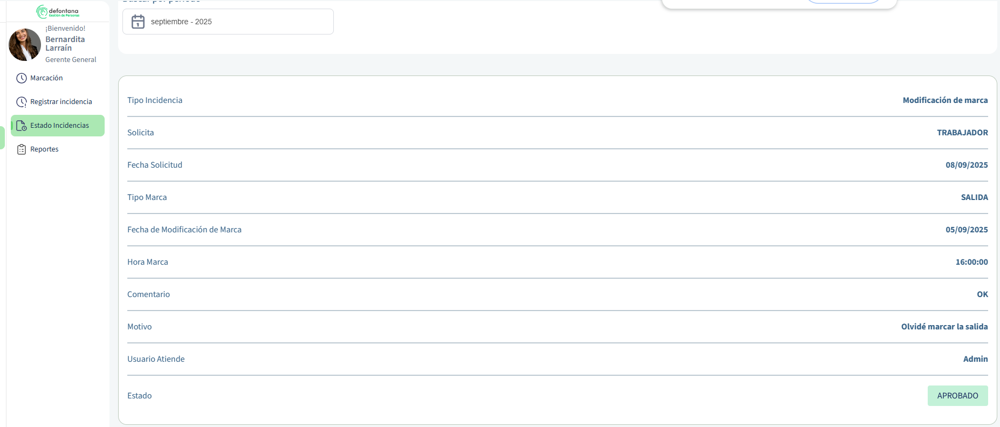 defontana
Gestión de Personas
¡Bienvenido!
Bernardita
Larraín
Gerente General
Marcación
Registrar incidencia
Estado Incidencias
Reportes
Buscar por periodo
septiembre - 2025
Tipo Incidencia Modificación de marca
Solicita TRABAJADOR
Fecha Solicitud 08/09/2025
Tipo Marca SALIDA
Fecha de Modificación de Marca 05/09/2025
Hora Marca 16:00:00
Comentario OK
Motivo Olvidé marcar la salida
Usuario Atiende Admin
Estado APROBADO